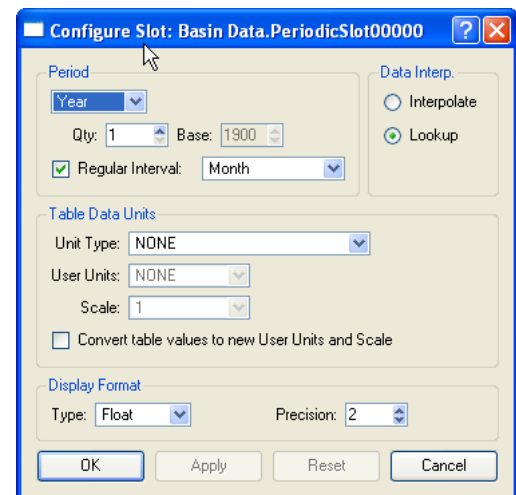 Configure Slot: Basin Data.PeriodicSlot00000
Period
Data Interp.
Year
Interpolate
Qty: 1 Base: 1900
Lookup
Regular Interval: Month
Table Data Units
Unit Type: NONE
User Units: NONE
Scale: 1
Convert table values to new User Units and Scale
Display Format
Type: Float Precision: 2
OK Apply Reset Cancel